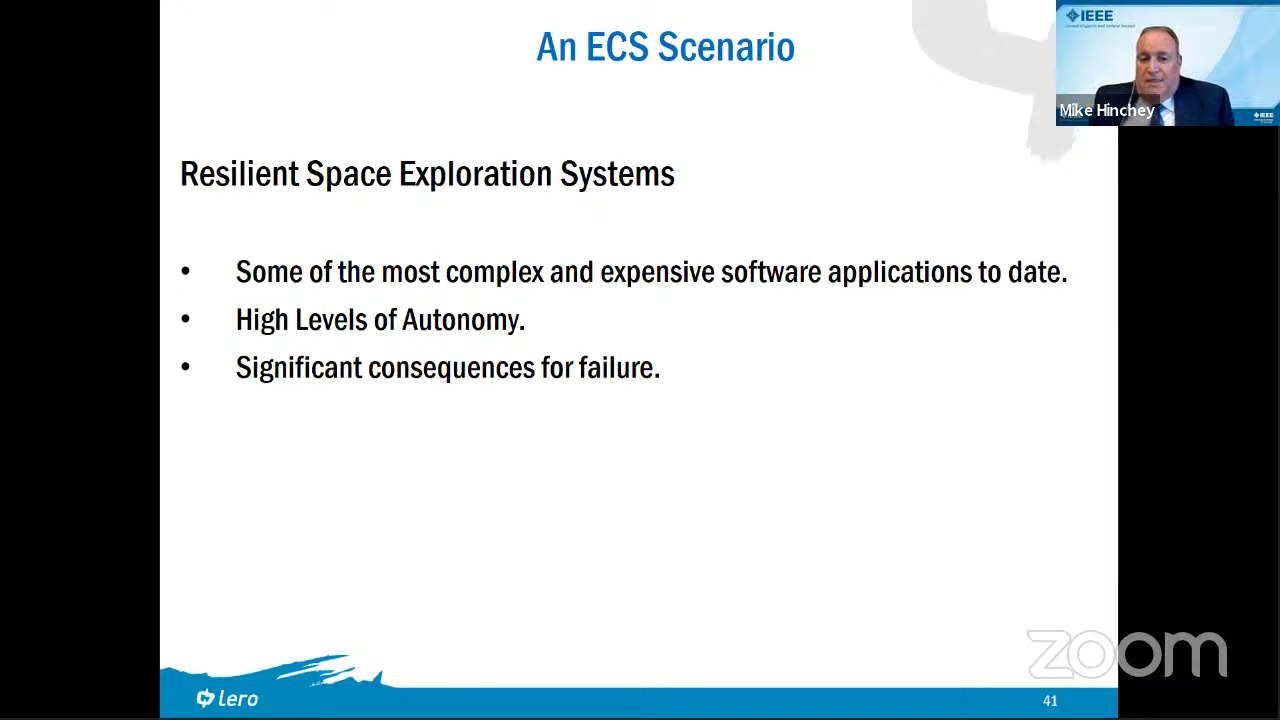 An ECS Scenario
IEEE
Mike Hinchey
IEEE
Resilient Space Exploration Systems
• Some of the most complex and expensive software applications to date.
• High Levels of Autonomy.
• Significant consequences for failure.
zoom
Lero
41